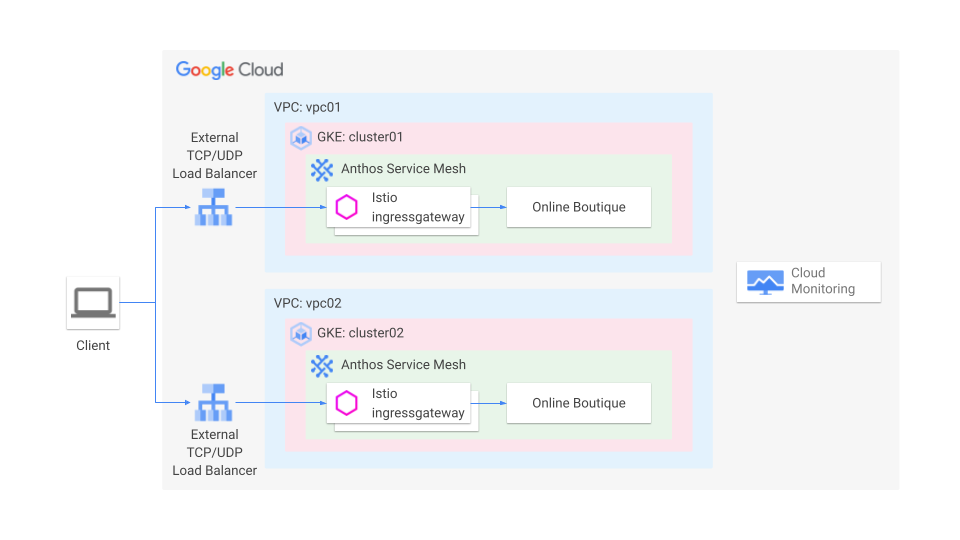 Google Cloud
VPC: vpc01
GKE: cluster01
External
TCP/UDP
Load Balancer
Anthos Service Mesh
Istio
ingressgateway
Online Boutique
Cloud
Monitoring
Client
VPC: vpc02
GKE: cluster02
Anthos Service Mesh
Istio
ingressgateway
Online Boutique
External
TCP/UDP
Load Balancer